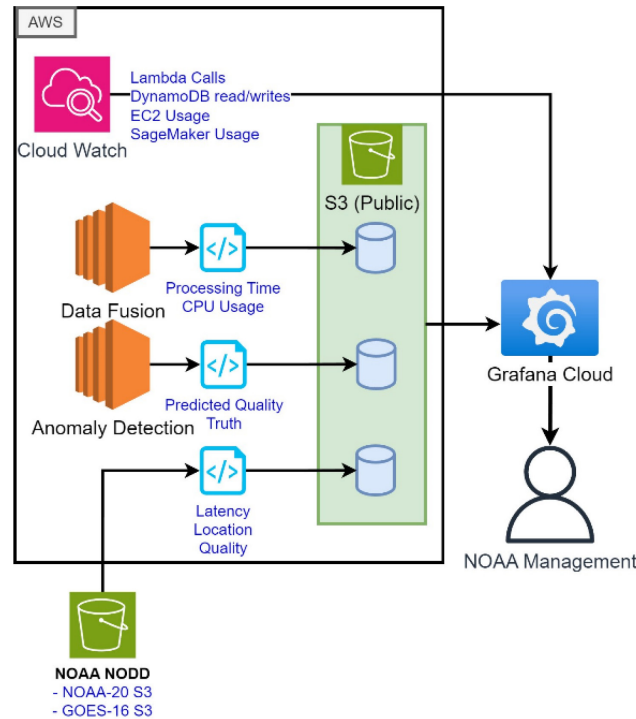 AWS
Lambda Calls
DynamoDB read/writes
EC2 Usage
SageMaker Usage
Cloud Watch
S3 (Public)
Data Fusion
Processing Time
CPU Usage
Anomaly Detection
Predicted Quality
Truth
Latency
Location
Quality
Grafana Cloud
NOAA Management
NOAA NODD
- NOAA-20 S3
- GOES-16 S3